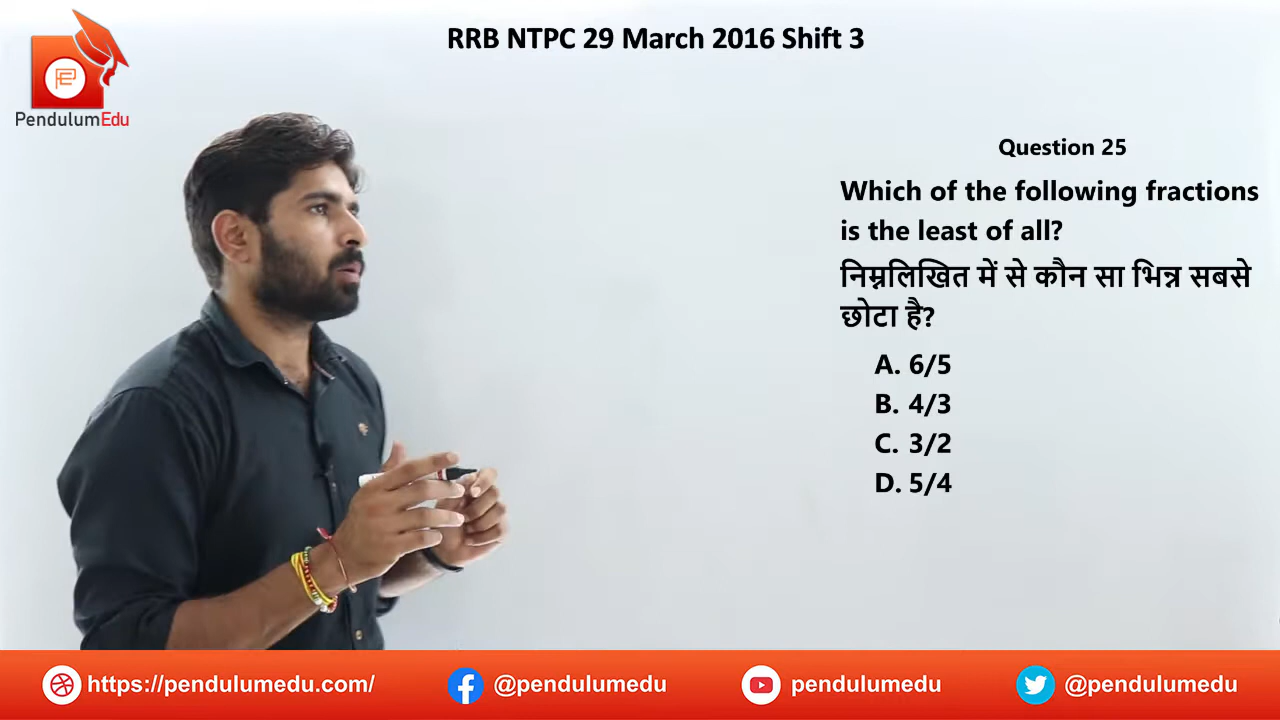 RRB NTPC 29 March 2016 Shift 3
PendulumEdu
Question 25
Which of the following fractions
is the least of all?
निम्नलिखित में से कौन सा भिन्न सबसे
छोटा है?
A. 6/5
B. 4/3
C. 3/2
D. 5/4
https://pendulumedu.com/
@pendulumedu
pendulumedu
@pendulumedu